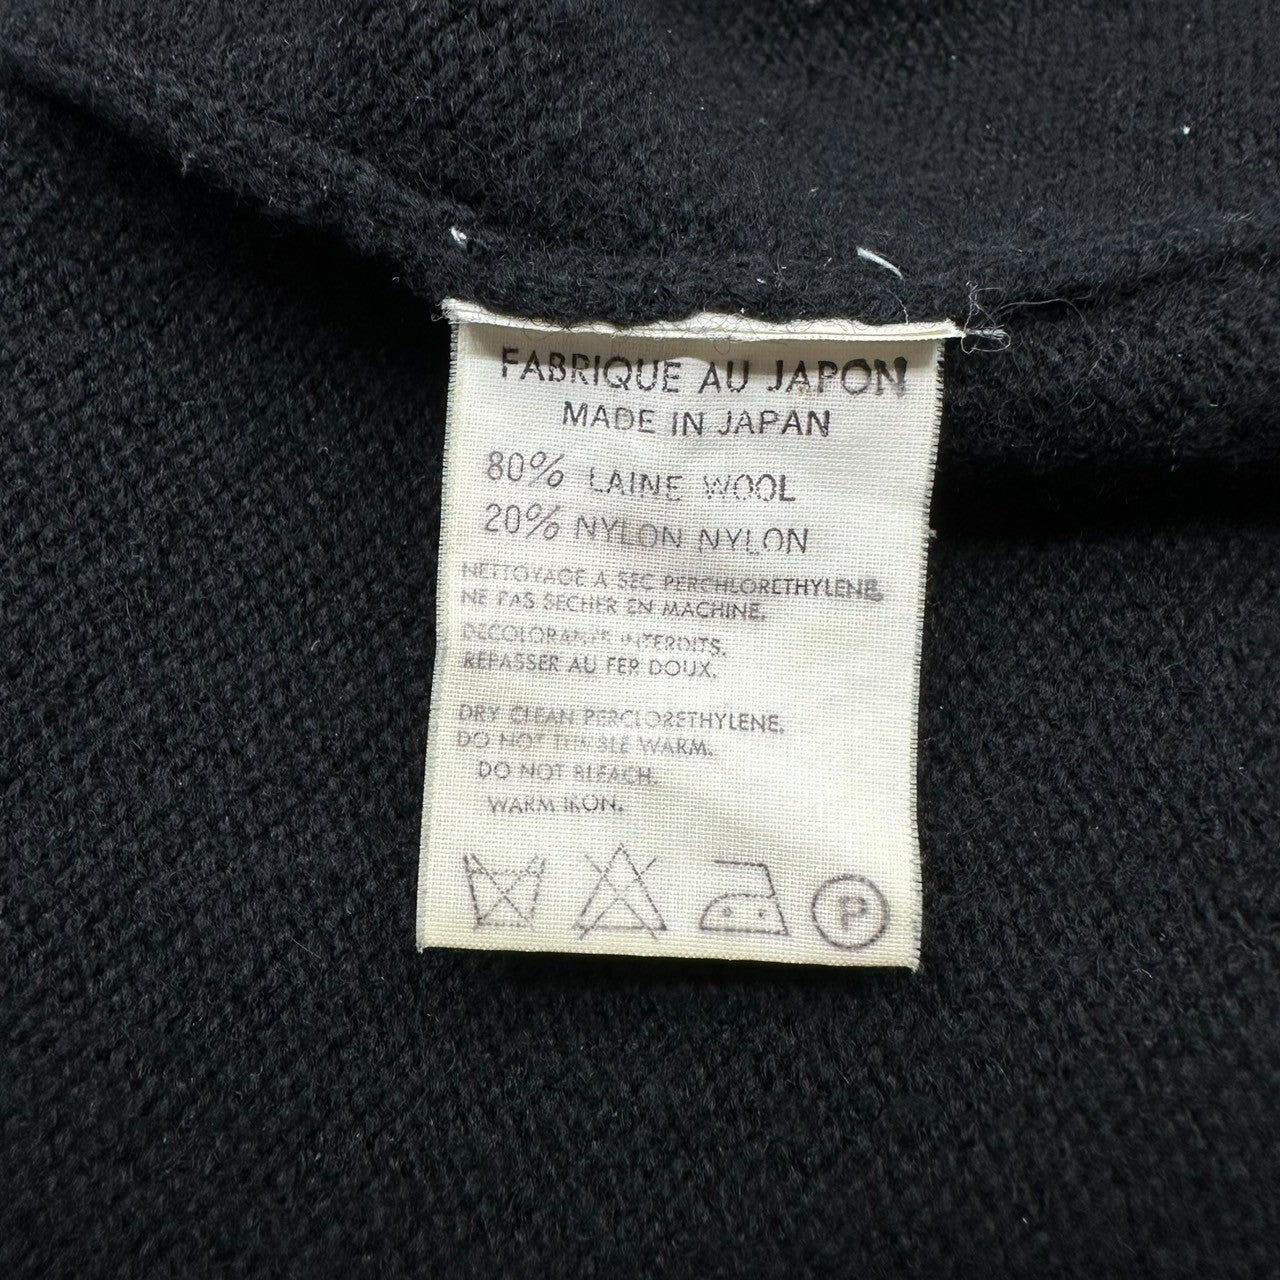 FABRIQUE AU JAPON
MADE IN JAPAN
80% LAINE WOOL
20% NYLON NYLON
NETTOYAGE A SEC PERCHLORETHYLENE.
NE PAS SECHER EN MACHINE.
DECOLORANTS INTERDITS.
REPASSER AU FER DOUX.
DRY CLEAN PERCLORETHYLENE.
DO NOT TUMBLE WARM.
DO NOT BLEACH.
WARM IRON.
P